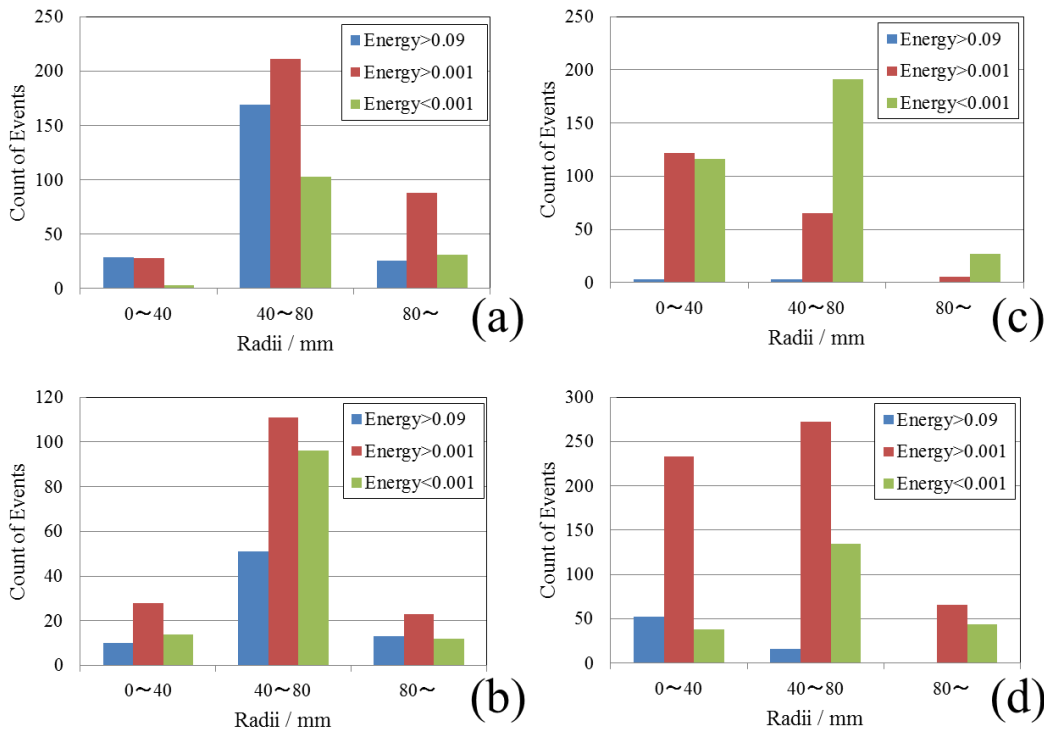 250
200
150
100
50
0
Count of Events
Energy>0.09
Energy>0.001
Energy<0.001
0～40
40～80
80～
Radii / mm
(a)
250
200
150
100
50
0
Count of Events
Energy>0.09
Energy>0.001
Energy<0.001
0～40
40～80
80～
Radii / mm
(c)
120
100
80
60
40
20
0
Count of Events
Energy>0.09
Energy>0.001
Energy<0.001
0～40
40～80
80～
Radii / mm
(b)
300
250
200
150
100
50
0
Count of Events
Energy>0.09
Energy>0.001
Energy<0.001
0～40
40～80
80～
Radii / mm
(d)